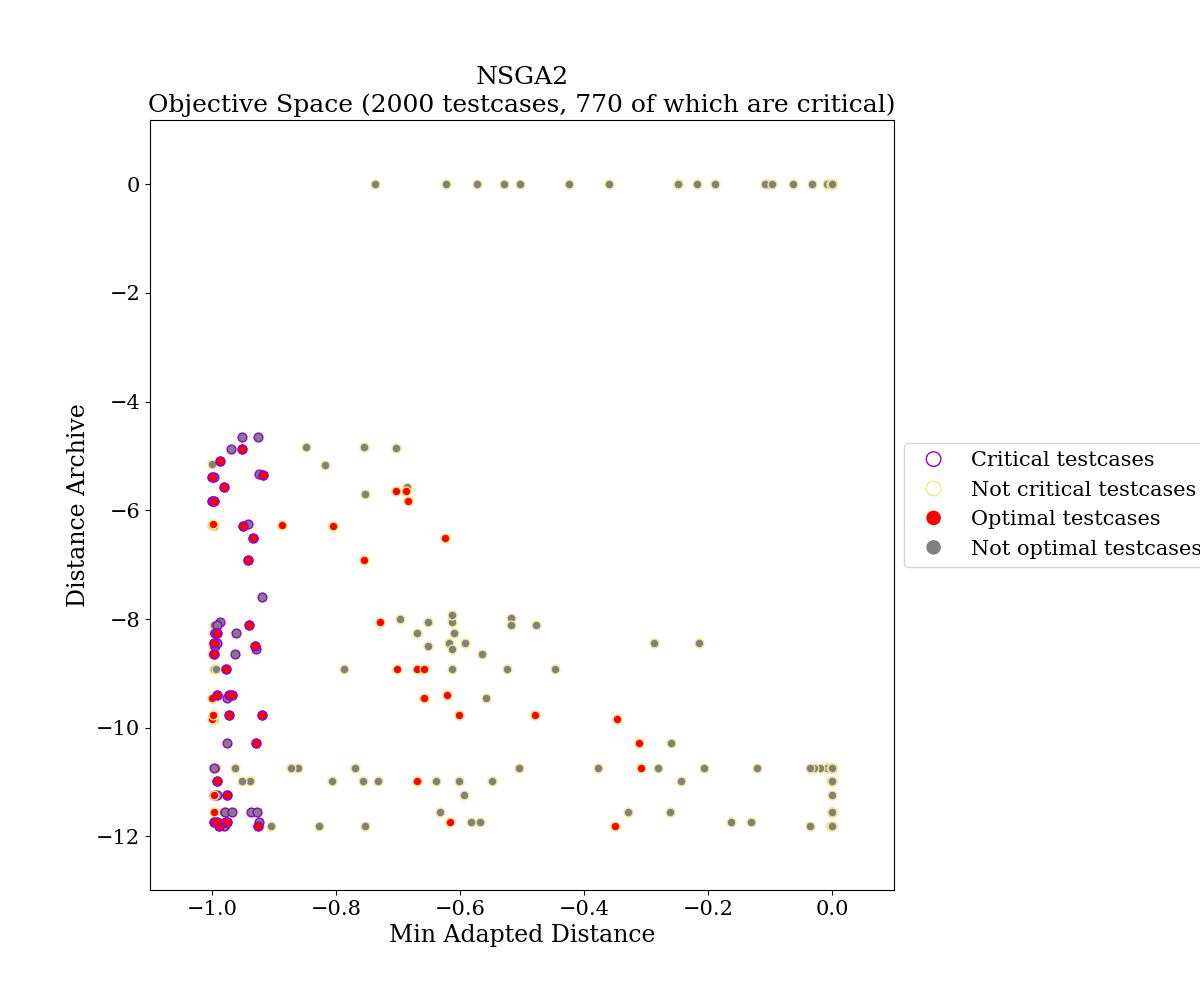 NSGA2
Objective Space (2000 testcases, 770 of which are critical)
0
−2
−4
−6
−8
−10
−12
Distance Archive
−1.0
−0.8
−0.6
−0.4
−0.2
0.0
Min Adapted Distance
Critical testcases
Not critical testcases
Optimal testcases
Not optimal testcases